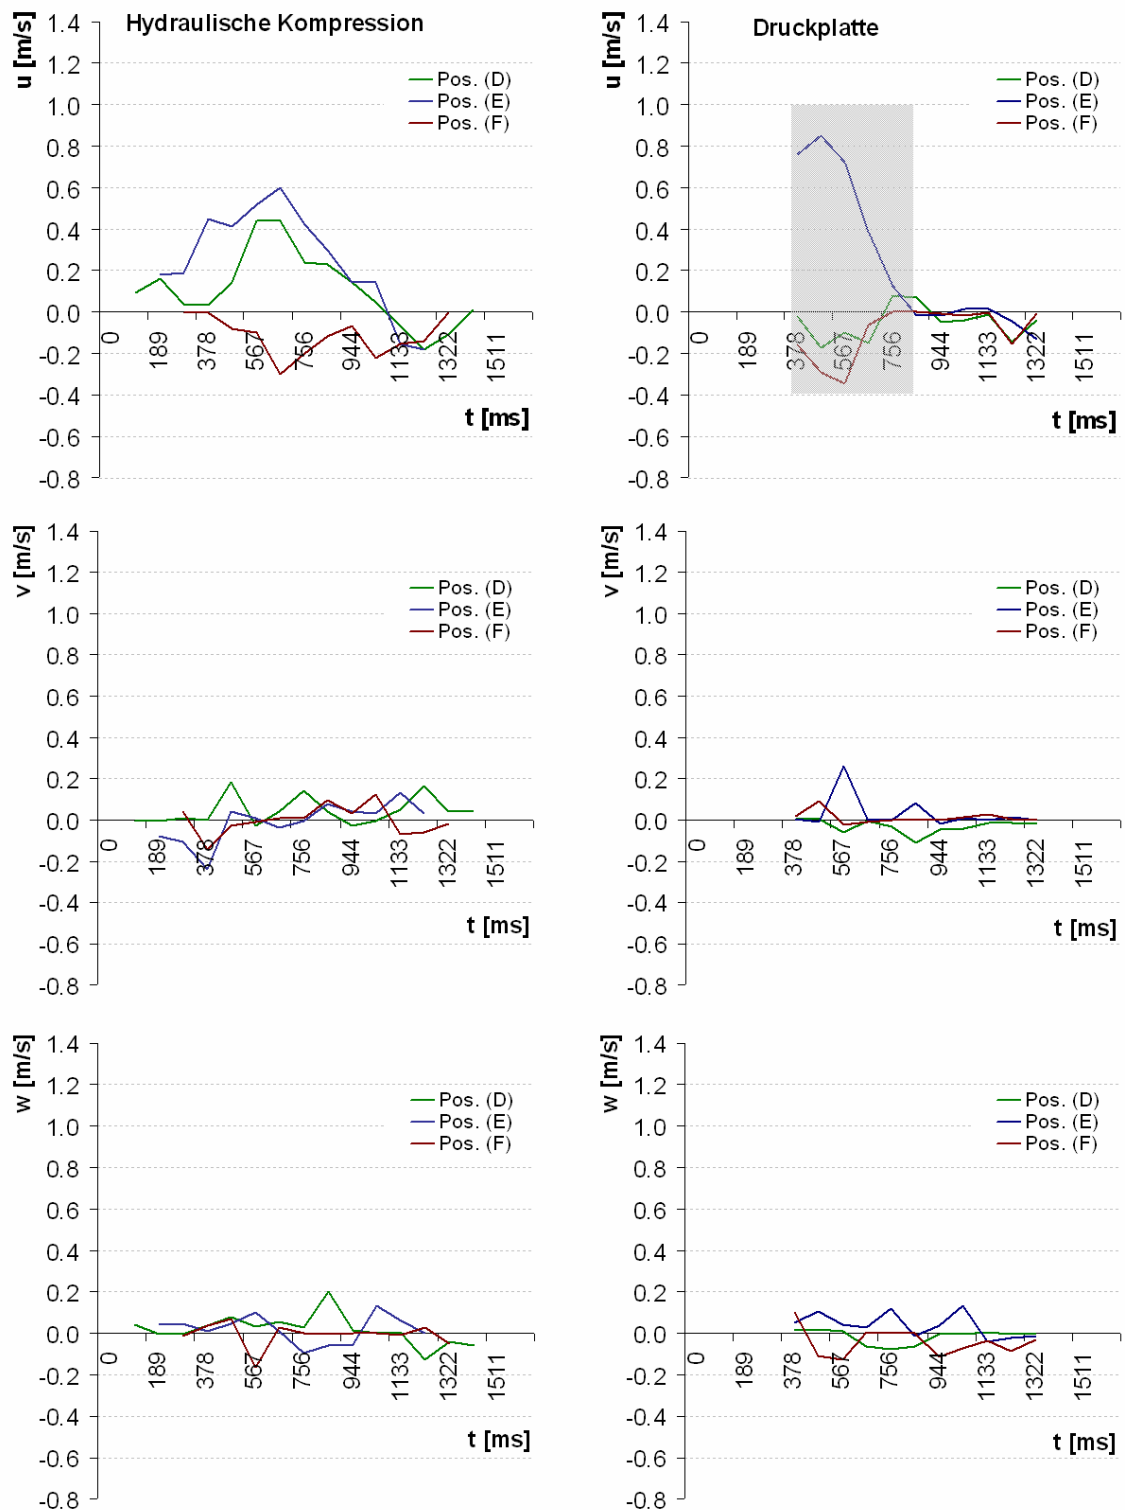 Hydraulische Kompression
u [m/s]
1.4
1.2
1.0
0.8
0.6
0.4
0.2
0.0
-0.2
-0.4
-0.6
-0.8
Pos. (D)
Pos. (E)
Pos. (F)
0 189 378 567 756 944 1133 1322 1511
t [ms]
Druckplatte
u [m/s]
1.4
1.2
1.0
0.8
0.6
0.4
0.2
0.0
-0.2
-0.4
-0.6
-0.8
Pos. (D)
Pos. (E)
Pos. (F)
0 189 378 567 756 944 1133 1322 1511
t [ms]
v [m/s]
1.4
1.2
1.0
0.8
0.6
0.4
0.2
0.0
-0.2
-0.4
-0.6
-0.8
Pos. (D)
Pos. (E)
Pos. (F)
0 189 378 567 756 944 1133 1322 1511
t [ms]
v [m/s]
1.4
1.2
1.0
0.8
0.6
0.4
0.2
0.0
-0.2
-0.4
-0.6
-0.8
Pos. (D)
Pos. (E)
Pos. (F)
0 189 378 567 756 944 1133 1322 1511
t [ms]
w [m/s]
1.4
1.2
1.0
0.8
0.6
0.4
0.2
0.0
-0.2
-0.4
-0.6
-0.8
Pos. (D)
Pos. (E)
Pos. (F)
0 189 378 567 756 944 1133 1322 1511
t [ms]
w [m/s]
1.4
1.2
1.0
0.8
0.6
0.4
0.2
0.0
-0.2
-0.4
-0.6
-0.8
Pos. (D)
Pos. (E)
Pos. (F)
0 189 378 567 756 944 1133 1322 1511
t [ms]